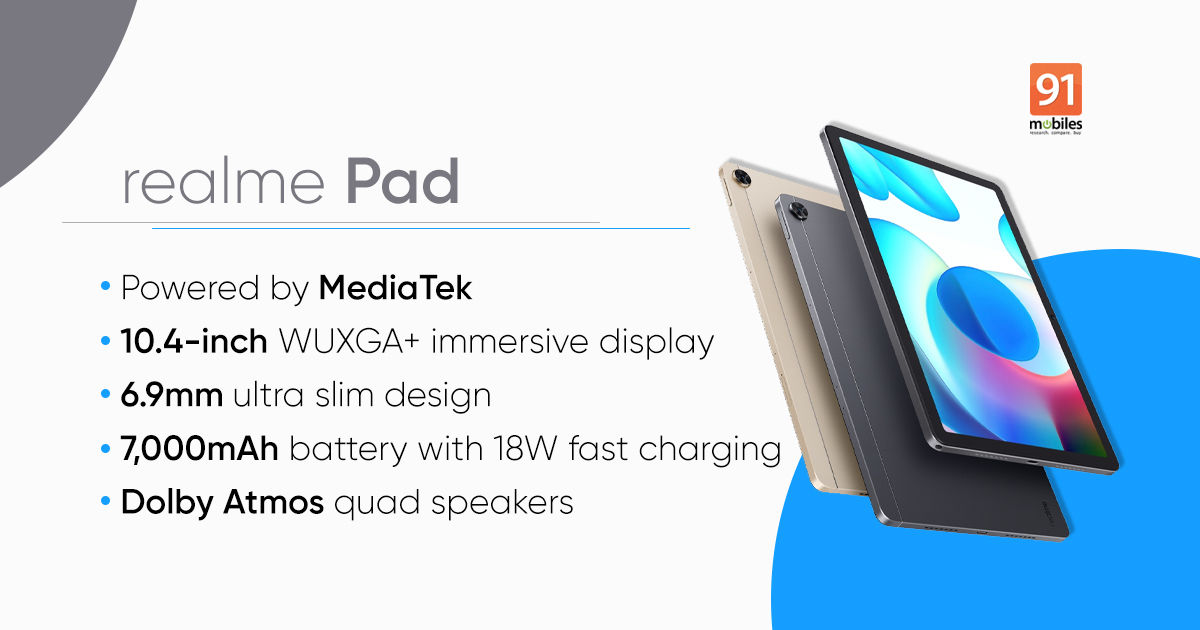 91
mobiles
research. compare. buy
realme Pad
• Powered by MediaTek
• 10.4-inch WUXGA+ immersive display
• 6.9mm ultra slim design
• 7,000mAh battery with 18W fast charging
• Dolby Atmos quad speakers
realme